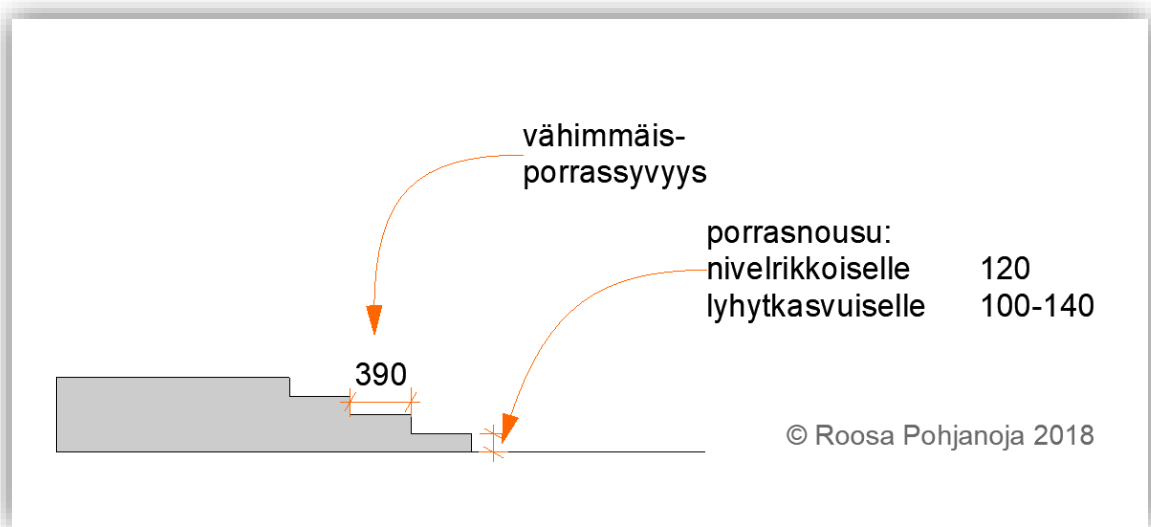 vähimmäis-
porrassyvyys
porrasnousu:
nivelrikkoiselle 120
lyhytkasvuiselle 100-140
390
© Roosa Pohjanoja 2018